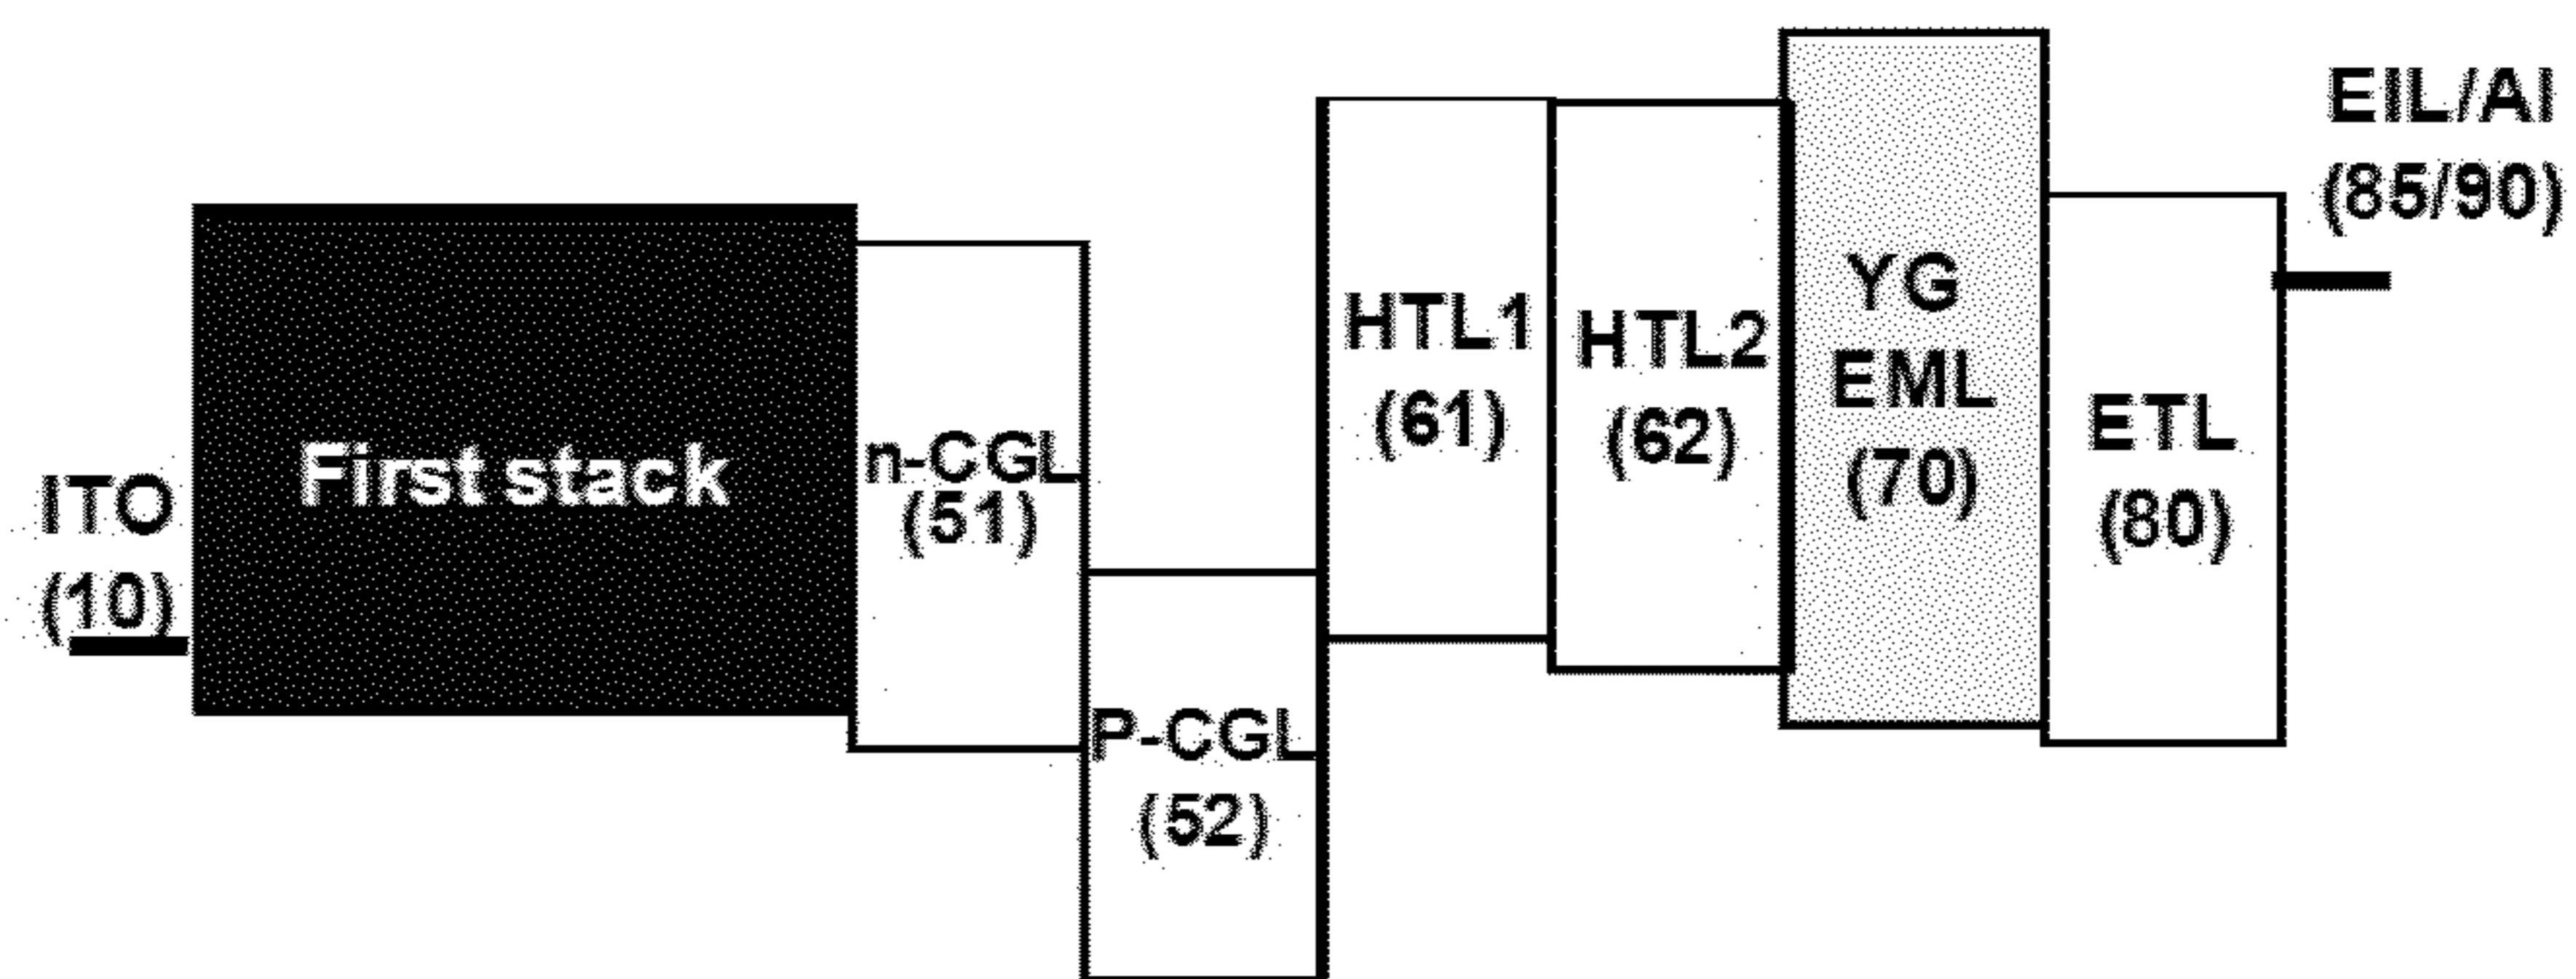 ITO
(10)
First stack
n-CGL
(51)
P-CGL
(52)
HTL1
(61)
HTL2
(62)
YG
EML
(70)
ETL
(80)
EIL/Al
(85/90)